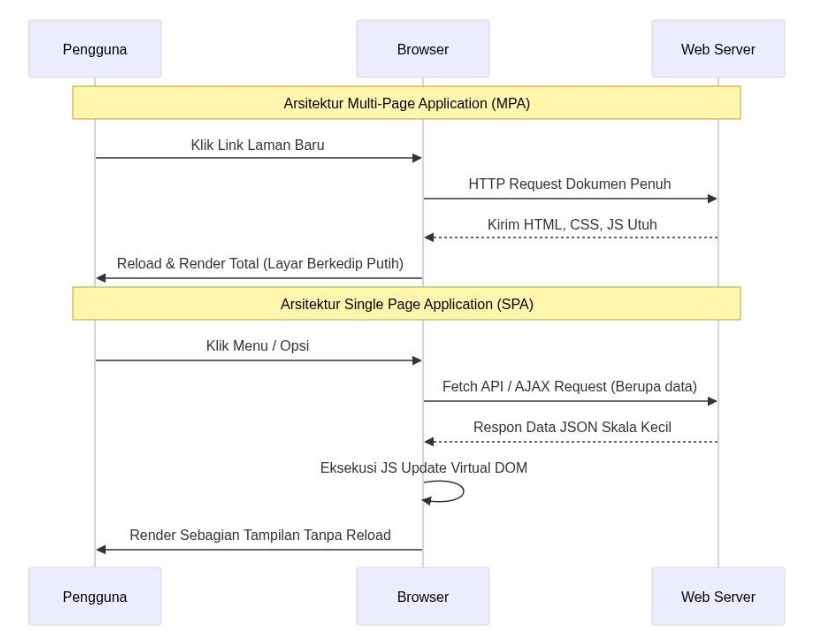 Pengguna
Browser
Web Server
Arsitektur Multi-Page Application (MPA)
Klik Link Laman Baru
HTTP Request Dokumen Penuh
Kirim HTML, CSS, JS Utuh
Reload & Render Total (Layar Berkedip Putih)
Arsitektur Single Page Application (SPA)
Klik Menu / Opsi
Fetch API / AJAX Request (Berupa data)
Respon Data JSON Skala Kecil
Eksekusi JS Update Virtual DOM
Render Sebagian Tampilan Tanpa Reload
Pengguna
Browser
Web Server